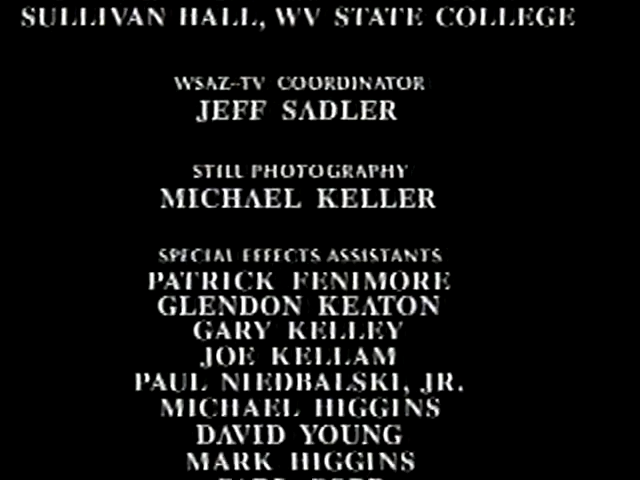 SULLIVAN HALL, WV STATE COLLEGE
WSAZ-TV COORDINATOR
JEFF SADLER
STILL PHOTOGRAPHY
MICHAEL KELLER
SPECIAL EFFECTS ASSISTANTS
PATRICK FENIMORE
GLENDON KEATON
GARY KELLEY
JOE KELLAM
PAUL NIEDBALSKI, JR.
MICHAEL HIGGINS
DAVID YOUNG
MARK HIGGINS